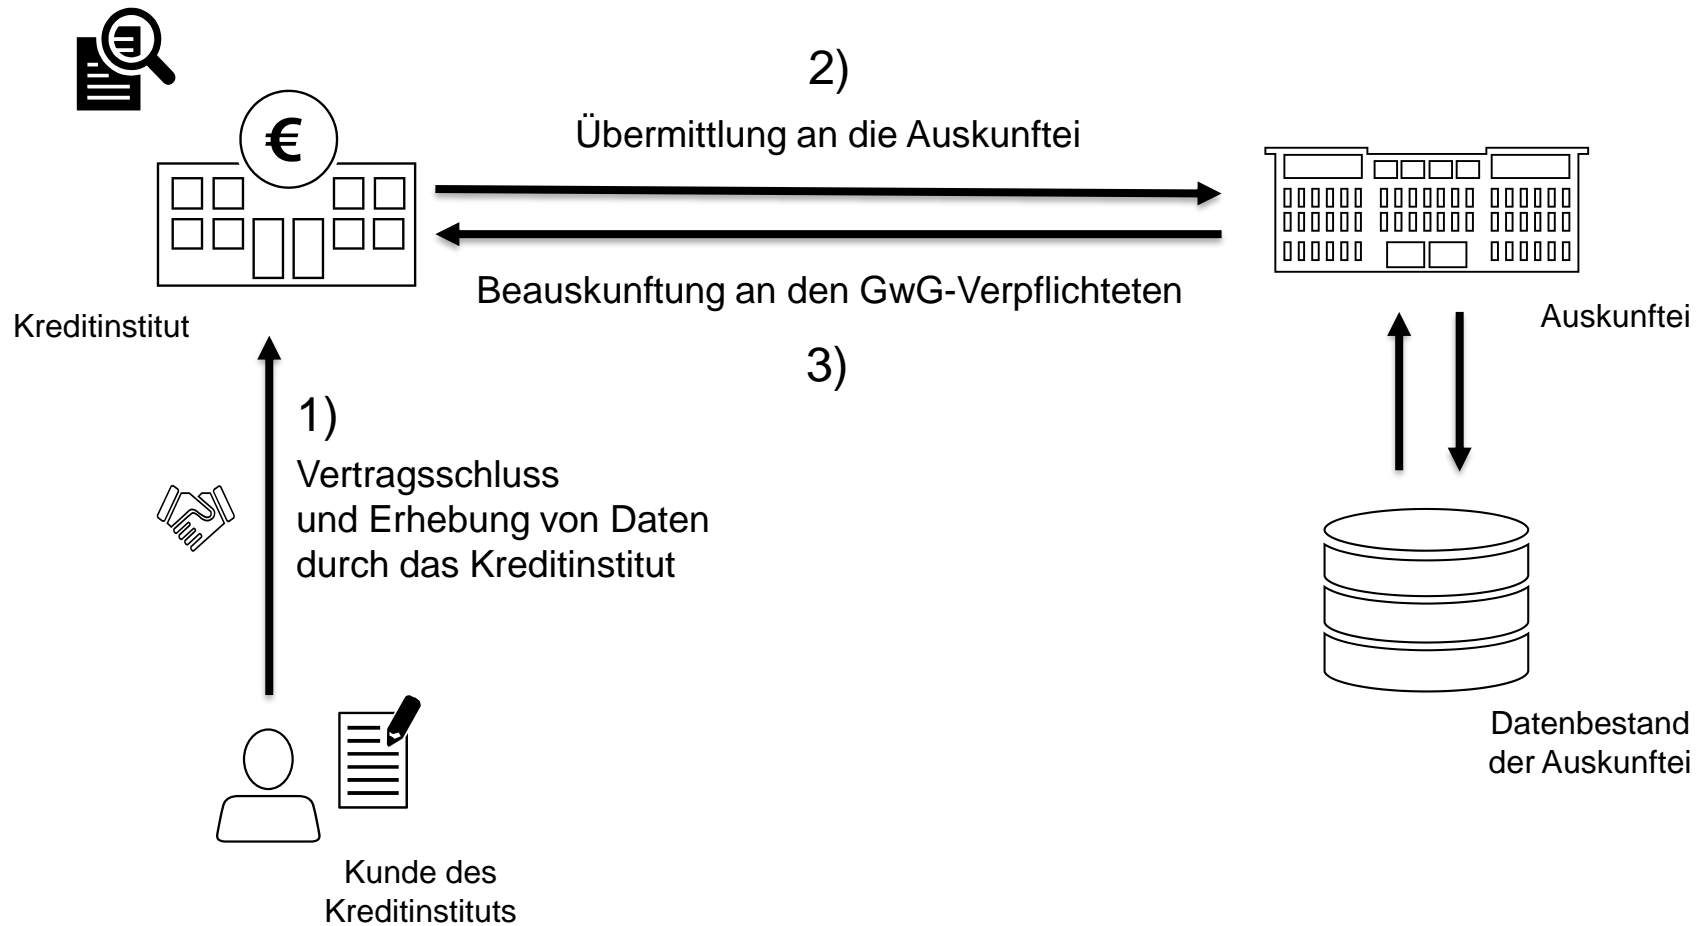 €
2)
Übermittlung an die Auskunftei
Beauskunftung an den GwG-Verpflichteten
3)
Kreditinstitut
Auskunftei
1)
Vertragsschluss
und Erhebung von Daten
durch das Kreditinstitut
Datenbestand
der Auskunftei
Kunde des
Kreditinstituts